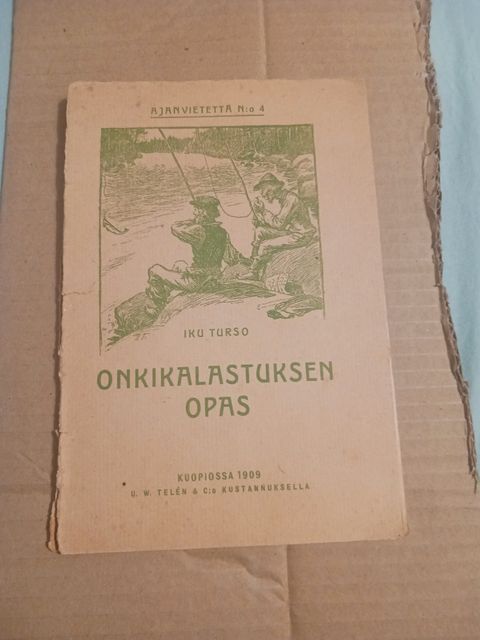 AJANVIETETTÄ N:o 4
IKU TURSO
ONKIKALASTUKSEN
OPAS
KUOPIOSSA 1909
U. W. TELÉN & C:o KUSTANNUKSELLA